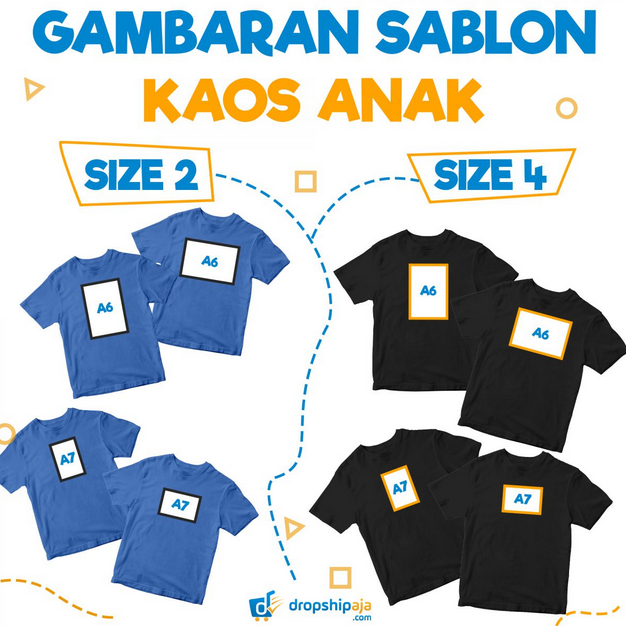 GAMBARAN SABLON
KAOS ANAK
SIZE 2
SIZE 4
A6
A6
A6
A6
A7
A7
A7
A7
dropshipaja
.com